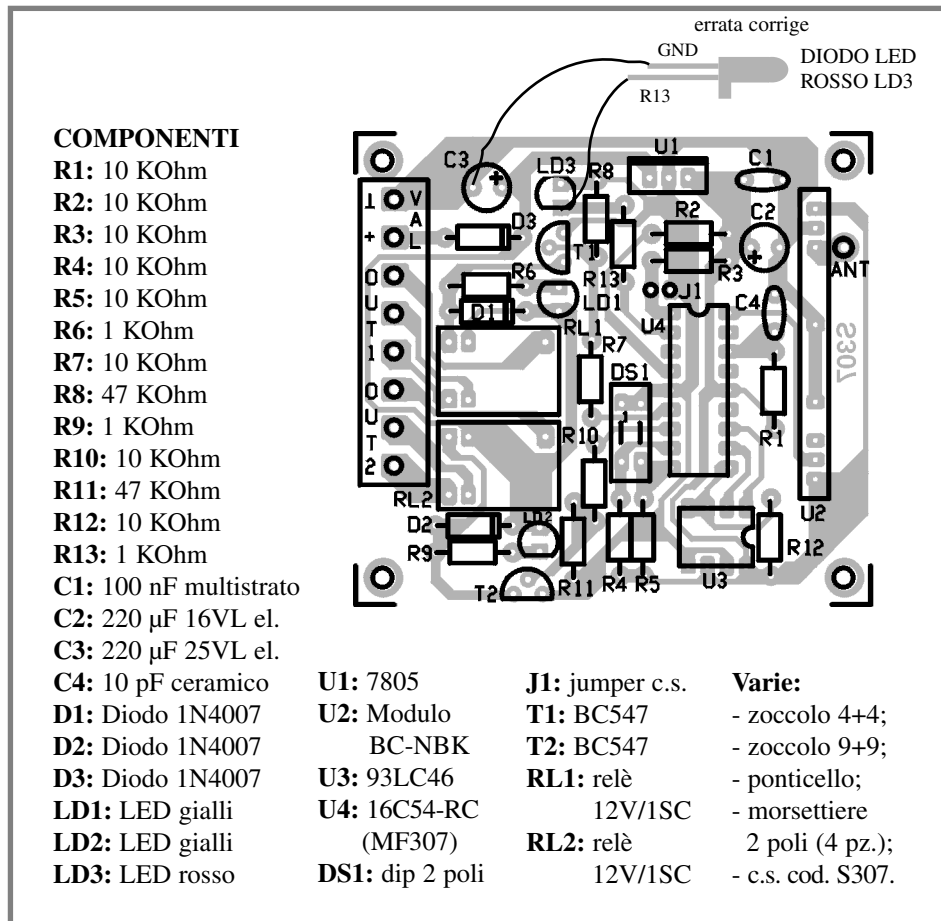 errata corrige
GND
DIODO LED
ROSSO LD3
R13
COMPONENTI
R1: 10 KOhm
R2: 10 KOhm
R3: 10 KOhm
R4: 10 KOhm
R5: 10 KOhm
R6: 1 KOhm
R7: 10 KOhm
R8: 47 KOhm
R9: 1 KOhm
R10: 10 KOhm
R11: 47 KOhm
R12: 10 KOhm
R13: 1 KOhm
C1: 100 nF multistrato
C2: 220 µF 16VL el.
C3: 220 µF 25VL el.
C4: 10 pF ceramico
D1: Diodo 1N4007
D2: Diodo 1N4007
D3: Diodo 1N4007
LD1: LED gialli
LD2: LED gialli
LD3: LED rosso
C3
+
LD3
R8
U1
C1
⊥
+
VAL
D3
T1
R13
R2
R3
C2
+
ANT
OUT1
OUT2
R6
D1
LD1
RL1
J1
U4
C4
S307
R7
DS1
1
R10
R1
RL2
D2
LD2
R9
T2
R11
R4
R5
U3
R12
U2
U1: 7805
U2: Modulo
BC-NBK
U3: 93LC46
U4: 16C54-RC
(MF307)
DS1: dip 2 poli
J1: jumper c.s.
T1: BC547
T2: BC547
RL1: relè
12V/1SC
RL2: relè
12V/1SC
Varie:
- zoccolo 4+4;
- zoccolo 9+9;
- ponticello;
- morsettiere
2 poli (4 pz.);
- c.s. cod. S307.